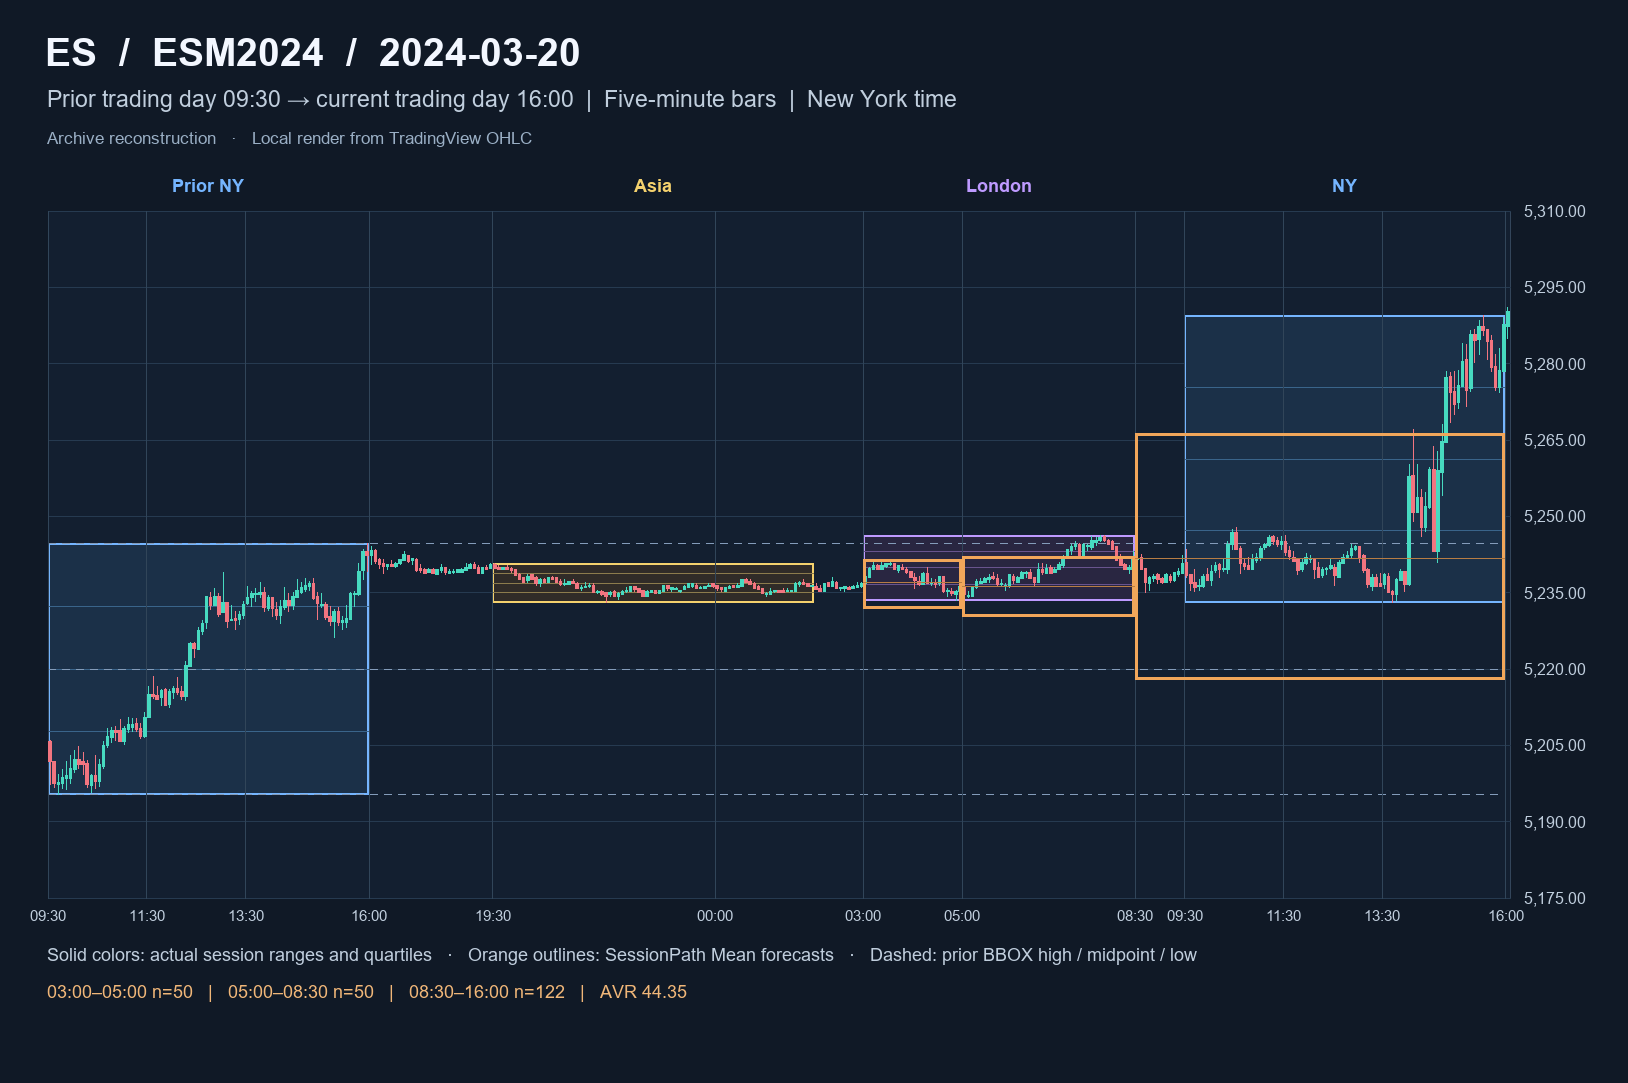 ES / ESM2024 / 2024-03-20
Prior trading day 09:30 → current trading day 16:00 | Five-minute bars | New York time
Archive reconstruction · Local render from TradingView OHLC
Prior NY Asia London NY
5,310.00
5,295.00
5,280.00
5,265.00
5,250.00
5,235.00
5,220.00
5,205.00
5,190.00
5,175.00
09:30 11:30 13:30 16:00 19:30 00:00 03:00 05:00 08:30 09:30 11:30 13:30 16:00
Solid colors: actual session ranges and quartiles · Orange outlines: SessionPath Mean forecasts · Dashed: prior BBOX high / midpoint / low
03:00–05:00 n=50 | 05:00–08:30 n=50 | 08:30–16:00 n=122 | AVR 44.35